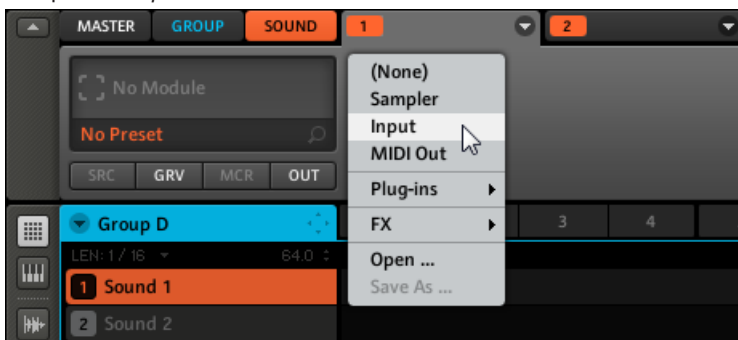 MASTER GROUP SOUND 1 2
(None)
No Module
Sampler
Input
No Preset
MIDI Out
SRC GRV MCR OUT
Plug-ins
Group D
FX
3 4
LEN: 1 / 16 64.0
Open ...
1 Sound 1
Save As ...
2 Sound 2